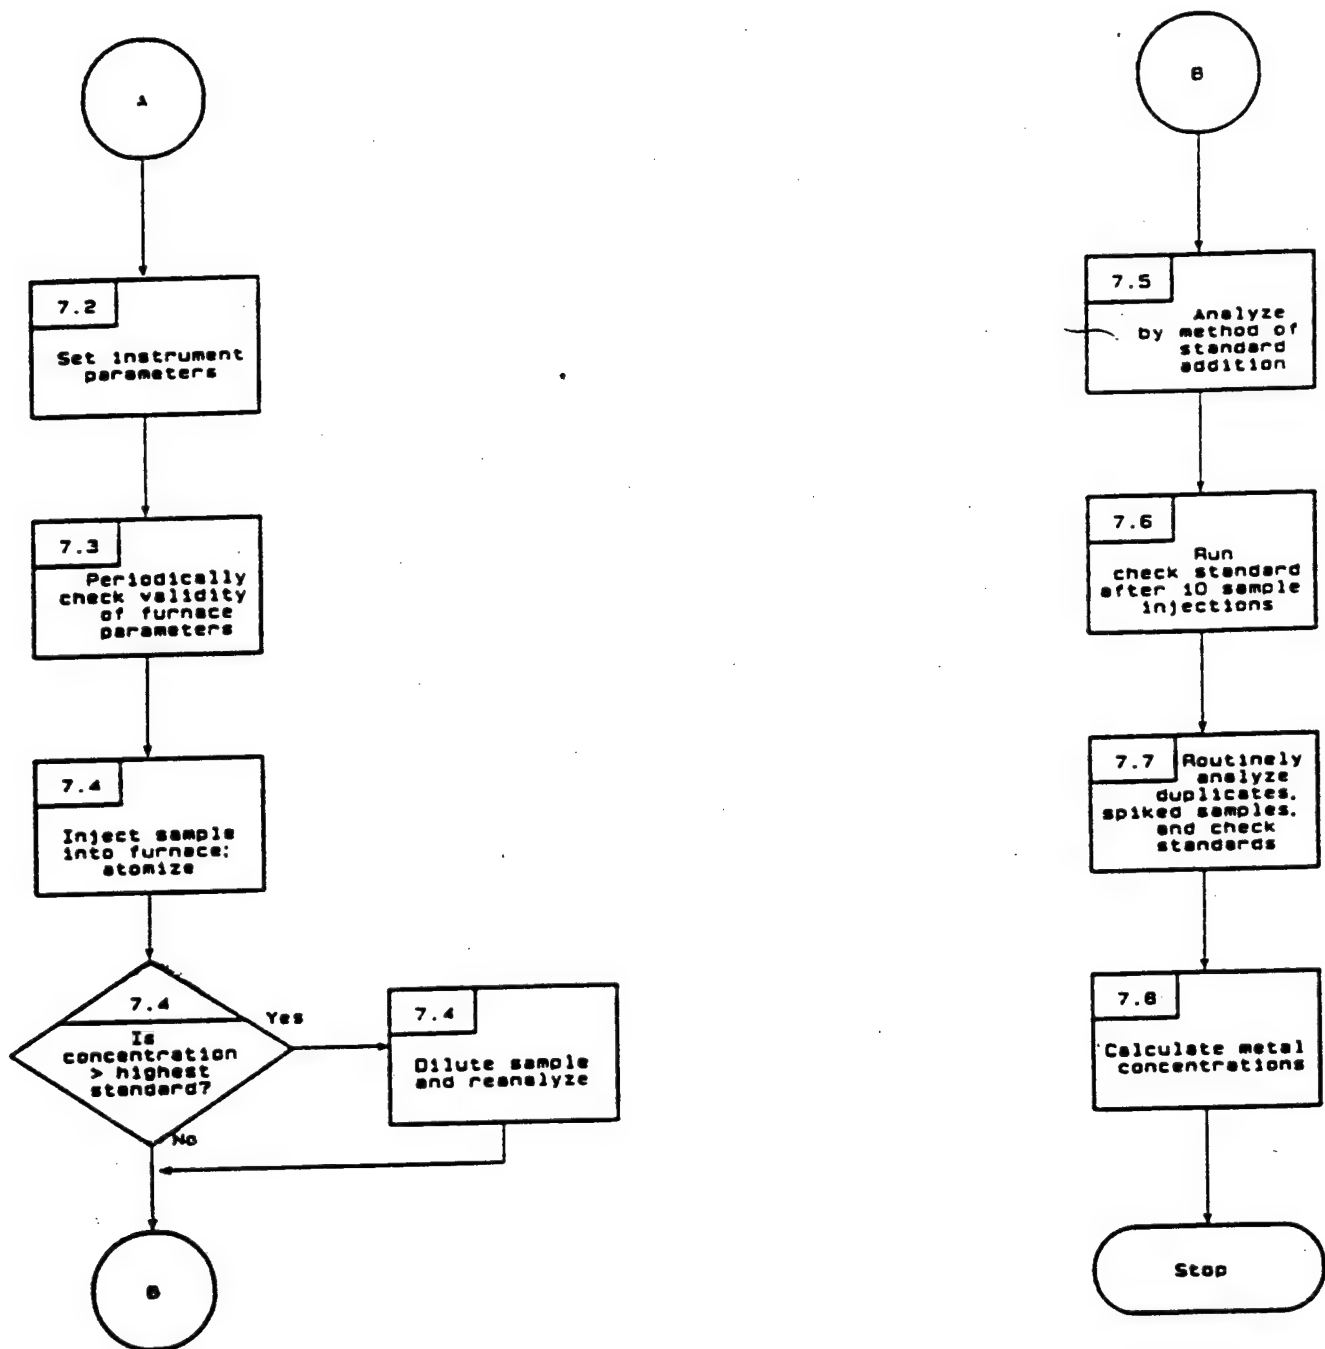 A
7.2
Set instrument
parameters
7.3
Periodically
check validity
of furnace
parameters
7.4
Inject sample
into furnace:
atomize
7.4
Is
concentration
> highest
standard?
Yes
No
7.4
Dilute sample
and reanalyze
B
B
7.5
Analyze
by method of
standard
addition
7.6
Run
check standard
after 10 sample
injections
7.7
Routinely
analyze
duplicates.
spiked samples.
and check
standards
7.8
Calculate metal
concentrations
Stop